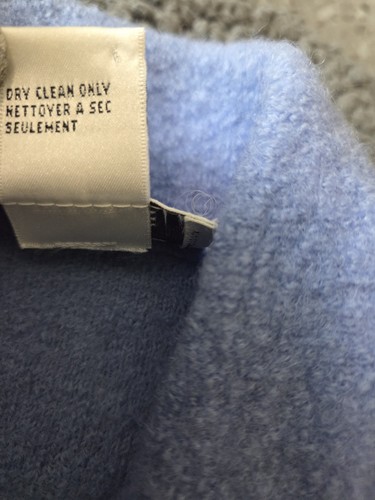 DRY CLEAN ONLY
NETTOYER A SEC
SEULEMENT